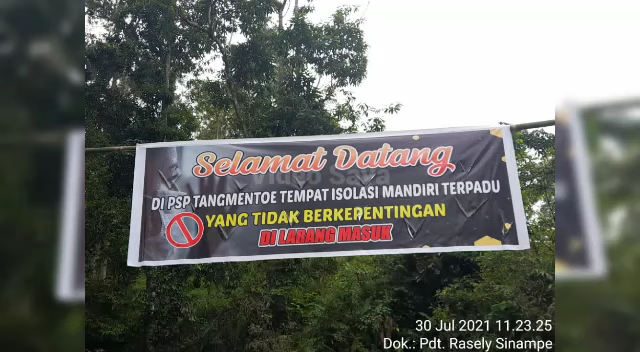 Selamat Datang
DI PSP TANGMENTOE TEMPAT ISOLASI MANDIRI TERPADU
YANG TIDAK BERKEPENTINGAN
DI LARANG MASUK
30 Jul 2021 11.23.25
Dok.: Pdt. Rasely Sinampe